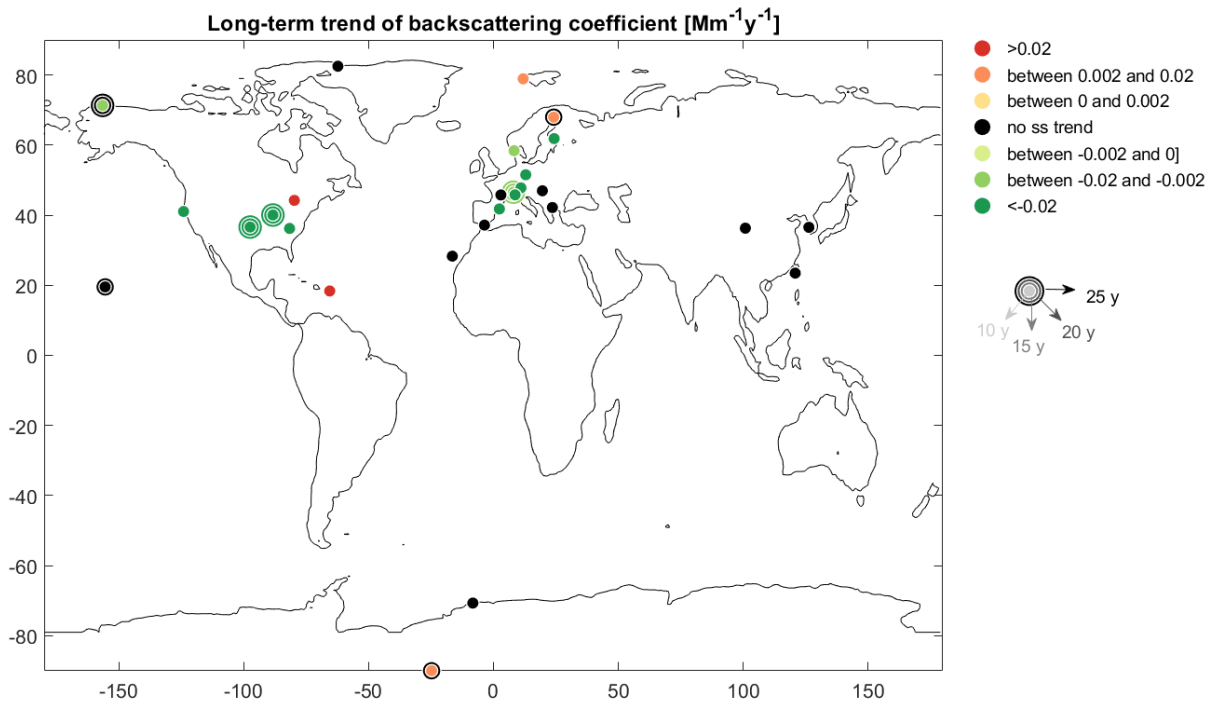 Long-term trend of backscattering coefficient [Mm⁻¹y⁻¹]
80
60
40
20
0
-20
-40
-60
-80
-150
-100
-50
0
50
100
150
>0.02
between 0.002 and 0.02
between 0 and 0.002
no ss trend
between -0.002 and 0]
between -0.02 and -0.002
<-0.02
25 y
10 y
20 y
15 y